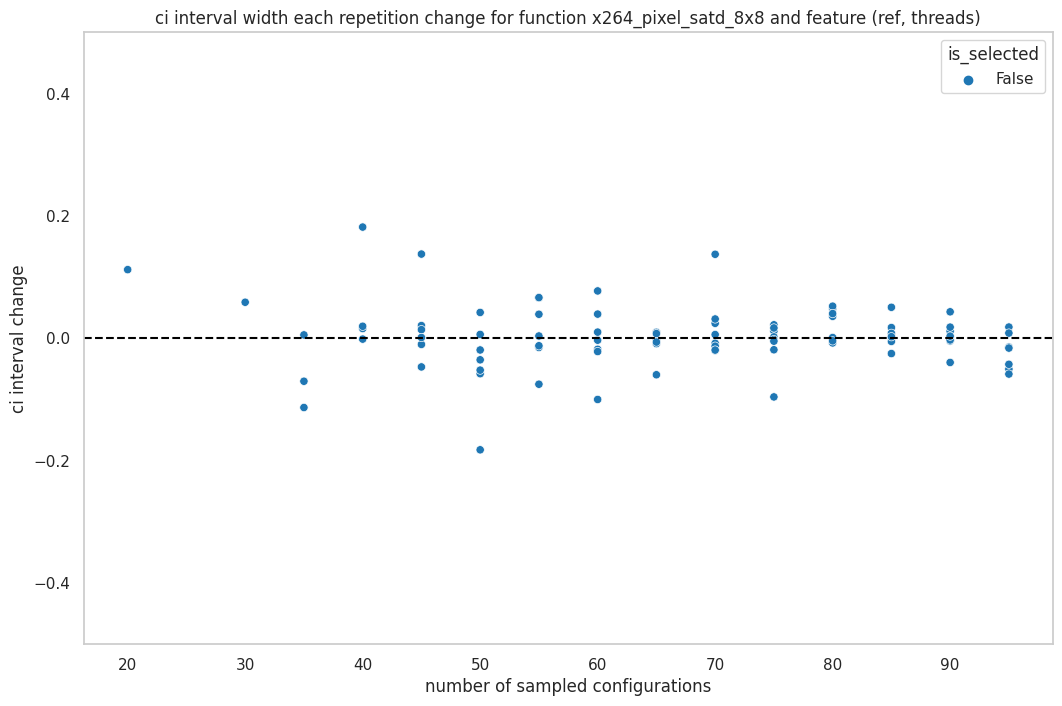 ci interval width each repetition change for function x264_pixel_satd_8x8 and feature (ref, threads)
is_selected
False
ci interval change
0.4
0.2
0.0
−0.2
−0.4
20 30 40 50 60 70 80 90
number of sampled configurations